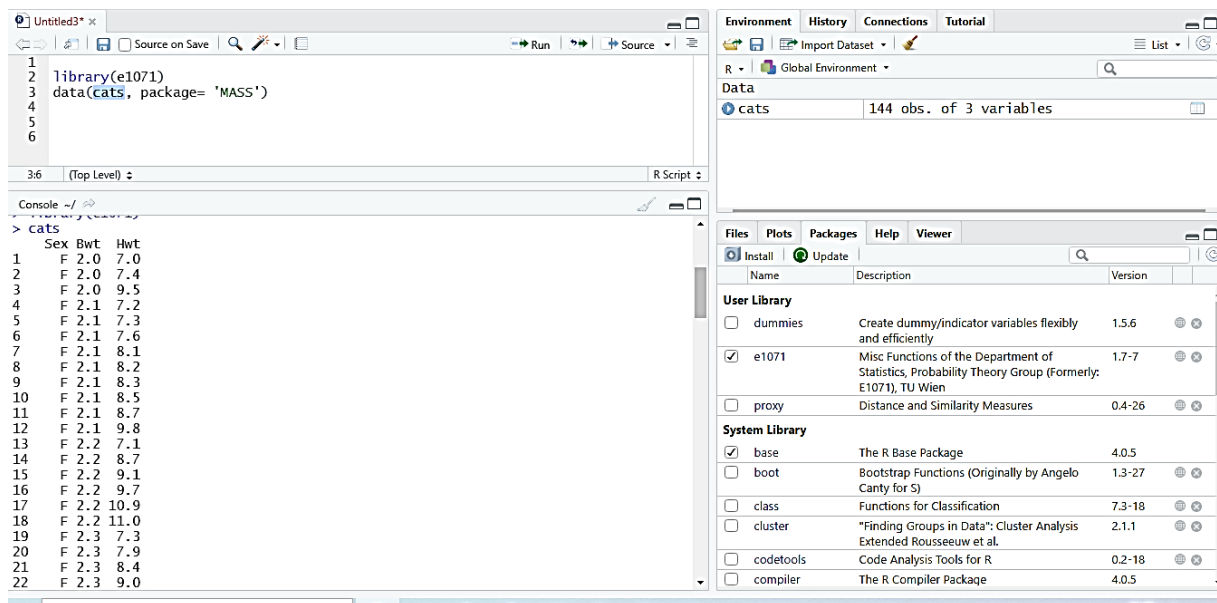 Untitled3*
Source on Save
Run
Source
1
2 library(e1071)
3 data(cats, package= 'MASS')
4
5
6
3:6 (Top Level) R Script
Console ~/
> library(e1071)
> cats
Sex Bwt Hwt
1 F 2.0 7.0
2 F 2.0 7.4
3 F 2.0 9.5
4 F 2.1 7.2
5 F 2.1 7.3
6 F 2.1 7.6
7 F 2.1 8.1
8 F 2.1 8.2
9 F 2.1 8.3
10 F 2.1 8.5
11 F 2.1 8.7
12 F 2.1 9.8
13 F 2.2 7.1
14 F 2.2 8.7
15 F 2.2 9.1
16 F 2.2 9.7
17 F 2.2 10.9
18 F 2.2 11.0
19 F 2.3 7.3
20 F 2.3 7.9
21 F 2.3 8.4
22 F 2.3 9.0
Environment History Connections Tutorial
Import Dataset
List
R Global Environment
Data
cats 144 obs. of 3 variables
Files Plots Packages Help Viewer
Install Update
Name Description Version
User Library
dummies Create dummy/indicator variables flexibly 1.5.6
and efficiently
e1071 Misc Functions of the Department of 1.7-7
Statistics, Probability Theory Group (Formerly:
E1071), TU Wien
proxy Distance and Similarity Measures 0.4-26
System Library
base The R Base Package 4.0.5
boot Bootstrap Functions (Originally by Angelo 1.3-27
Canty for S)
class Functions for Classification 7.3-18
cluster "Finding Groups in Data": Cluster Analysis 2.1.1
Extended Rousseeuw et al.
codetools Code Analysis Tools for R 0.2-18
compiler The R Compiler Package 4.0.5